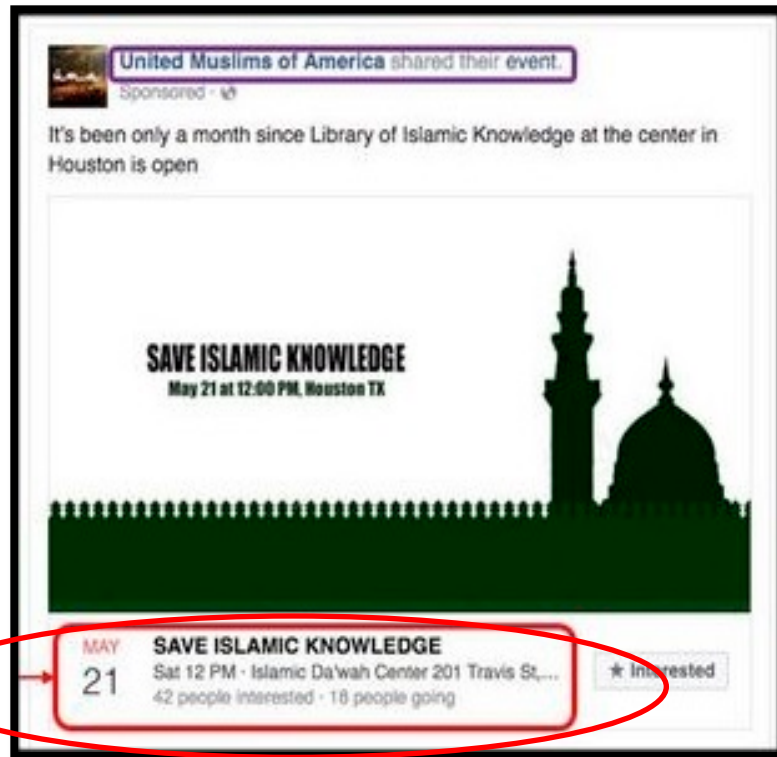 United Muslims of America shared their event.
Sponsored ·
It's been only a month since Library of Islamic Knowledge at the center in
Houston is open
SAVE ISLAMIC KNOWLEDGE
May 21 at 12:00 PM, Houston TX
MAY
21
SAVE ISLAMIC KNOWLEDGE
Sat 12 PM · Islamic Da'wah Center 201 Travis St,...
42 people interested · 18 people going
★ Interested